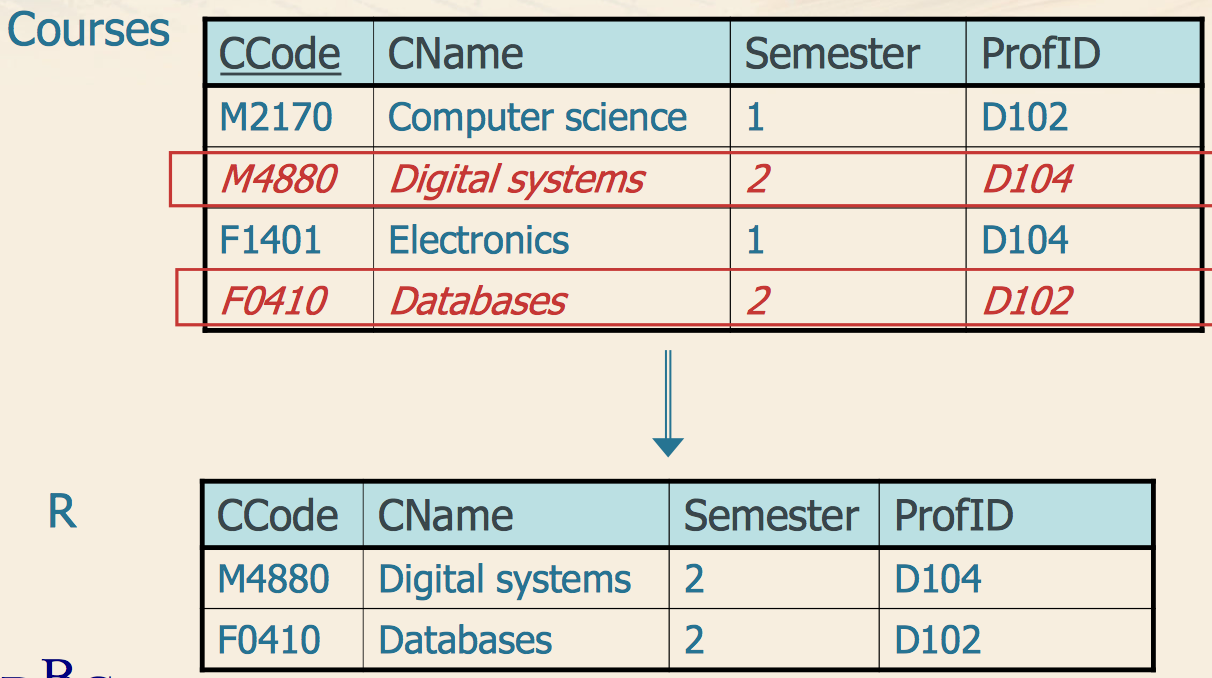 Courses
CCode CName Semester ProfID
M2170 Computer science 1 D102
M4880 Digital systems 2 D104
F1401 Electronics 1 D104
F0410 Databases 2 D102
R
CCode CName Semester ProfID
M4880 Digital systems 2 D104
F0410 Databases 2 D102